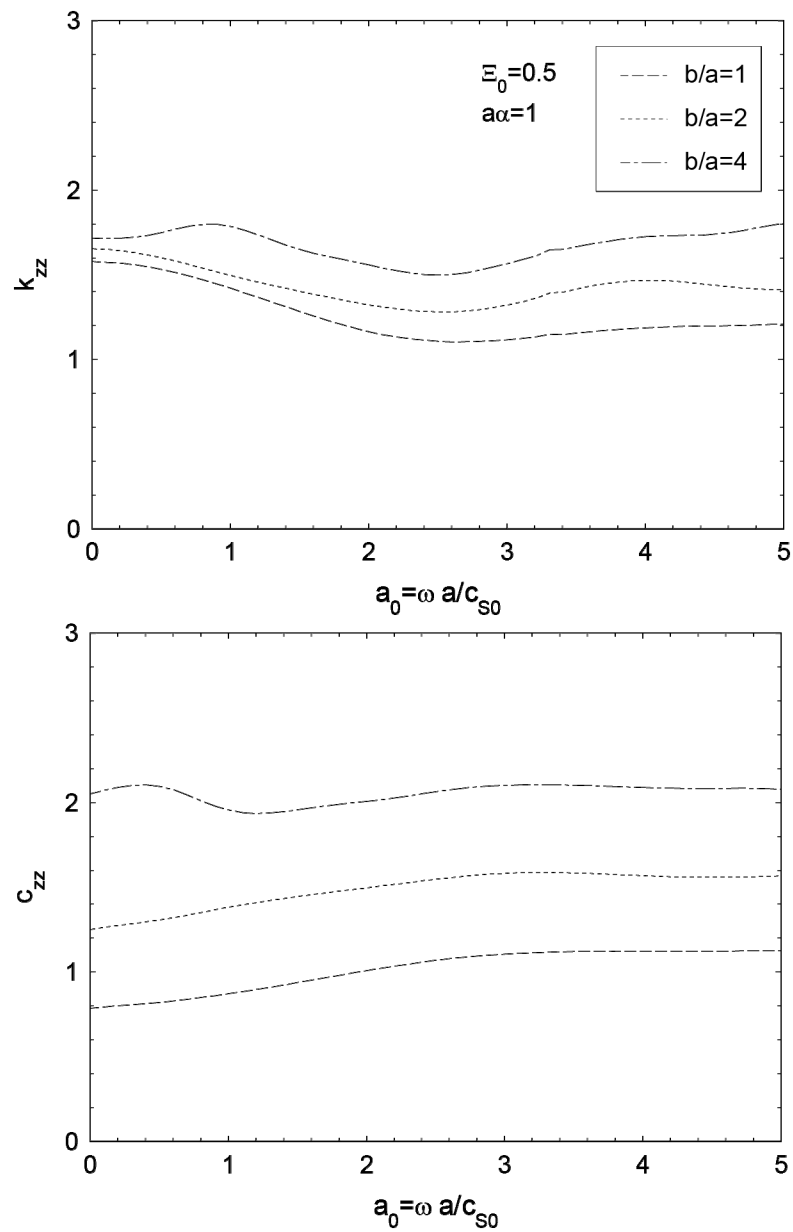 3
Ξ0=0.5
aα=1
b/a=1
b/a=2
b/a=4
2
kzz
1
0
0 1 2 3 4 5
a0=ω a/cS0
3
2
czz
1
0
0 1 2 3 4 5
a0=ω a/cS0